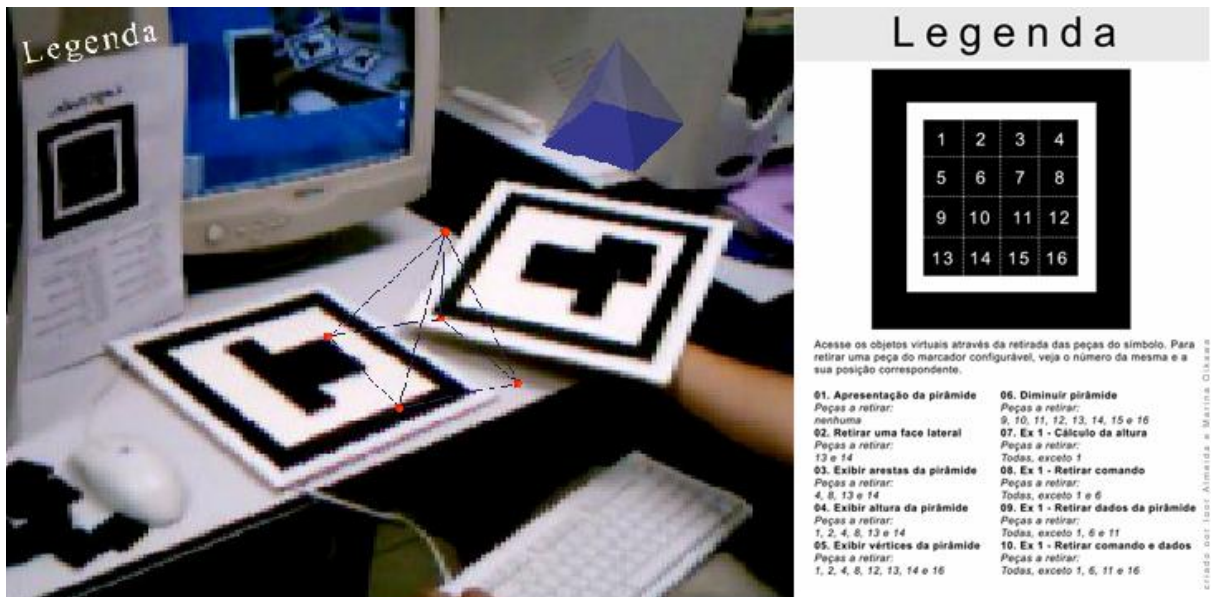 Legenda
Legenda
1 2 3 4
5 6 7 8
9 10 11 12
13 14 15 16
Acesse os objetos virtuais através da retirada das peças do símbolo. Para
retirar uma peça do marcador configurável, veja o número da mesma e a
sua posição correspondente.
01. Apresentação da pirâmide
Peças a retirar:
nenhuma
02. Retirar uma face lateral
Peças a retirar:
13 e 14
03. Exibir arestas da pirâmide
Peças a retirar:
4, 8, 13 e 14
04. Exibir altura da pirâmide
Peças a retirar:
1, 2, 4, 8, 13 e 14
05. Exibir vértices da pirâmide
Peças a retirar:
1, 2, 4, 8, 12, 13, 14 e 16
06. Diminuir pirâmide
Peças a retirar:
9, 10, 11, 12, 13, 14, 15 e 16
07. Ex 1 - Cálculo da altura
Peças a retirar:
Todas, exceto 1
08. Ex 1 - Retirar comando
Peças a retirar:
Todas, exceto 1 e 6
09. Ex 1 - Retirar dados da pirâmide
Peças a retirar:
Todas, exceto 1, 6 e 11
10. Ex 1 - Retirar comando e dados
Peças a retirar:
Todas, exceto 1, 6, 11 e 16
criado por Igor Almeida e Marina Oikawa